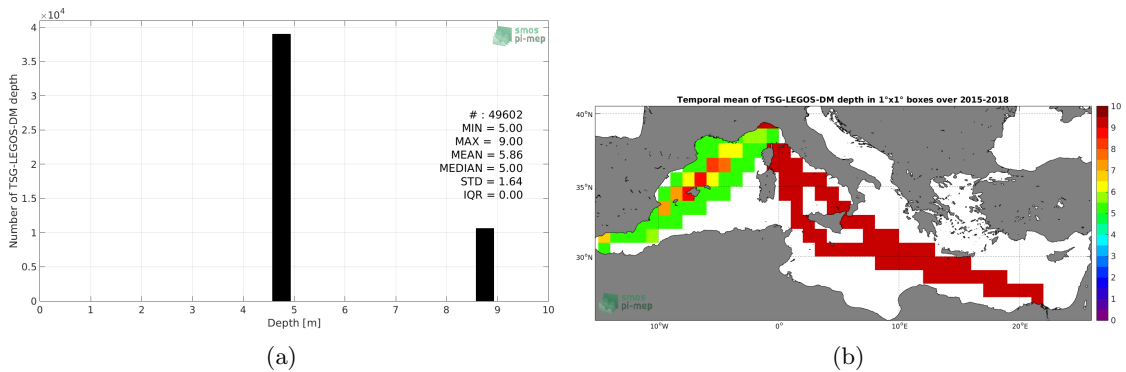 ×10⁴
4
3.5
3
2.5
2
1.5
1
0.5
0
Number of TSG-LEGOS-DM depth
smos
pi-mep
# : 49602
MIN = 5.00
MAX = 9.00
MEAN = 5.86
MEDIAN = 5.00
STD = 1.64
IQR = 0.00
0 1 2 3 4 5 6 7 8 9 10
Depth [m]
(a)
Temporal mean of TSG-LEGOS-DM depth in 1°x1° boxes over 2015-2018
40°N
35°N
30°N
10°W 0° 10°E 20°E
smos
pi-mep
10
9
8
7
6
5
4
3
2
1
0
(b)